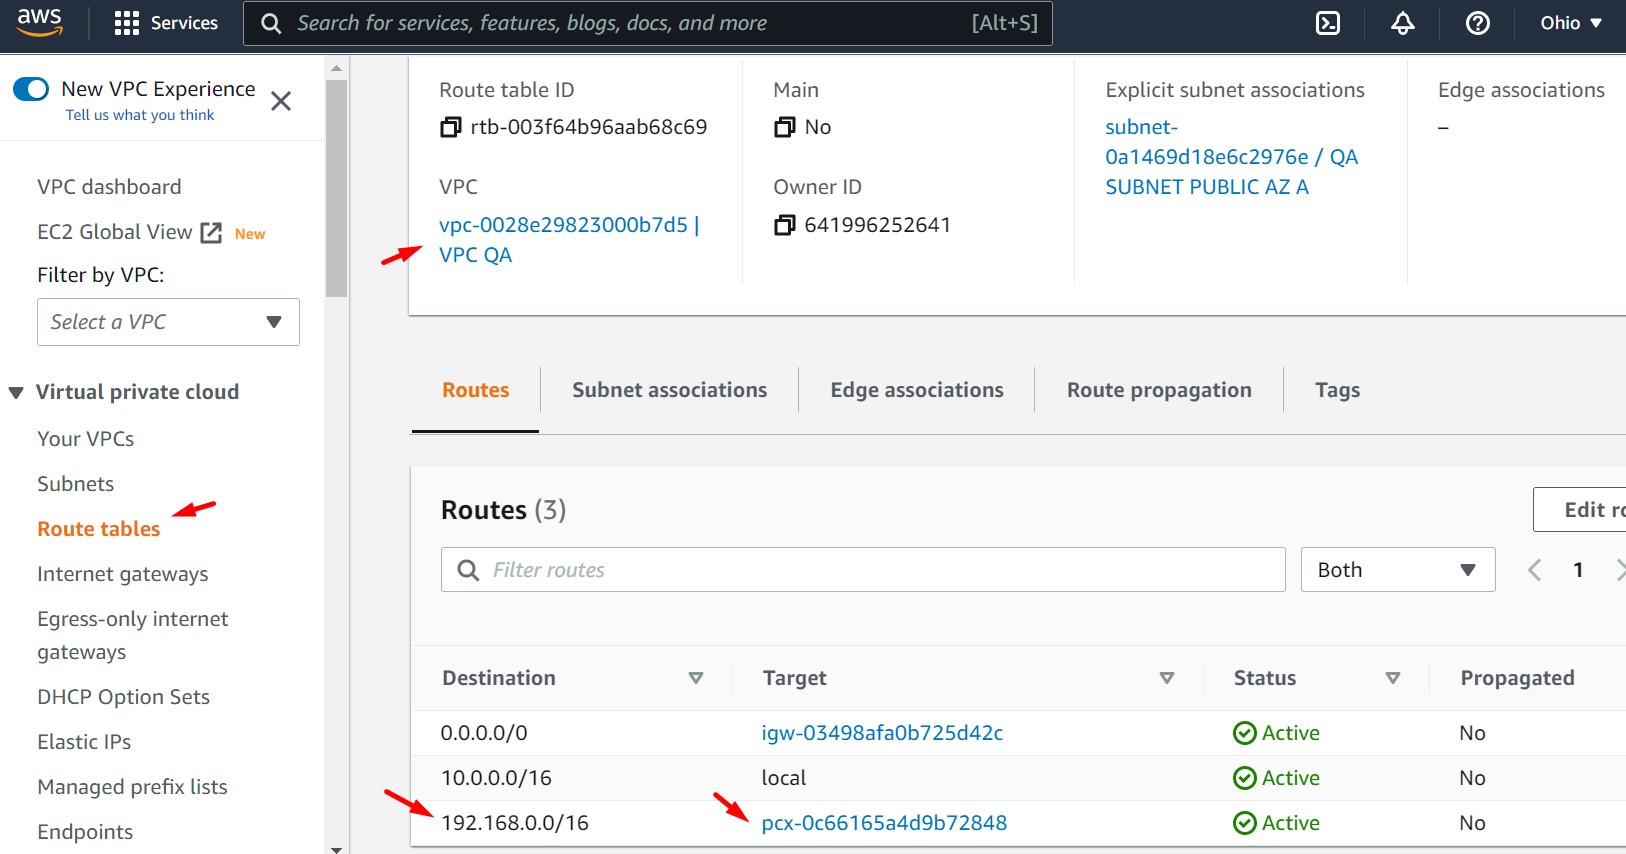 aws
Services
Search for services, features, blogs, docs, and more [Alt+S]
Ohio
New VPC Experience
Tell us what you think
VPC dashboard
EC2 Global View New
Filter by VPC:
Select a VPC
Virtual private cloud
Your VPCs
Subnets
Route tables
Internet gateways
Egress-only internet
gateways
DHCP Option Sets
Elastic IPs
Managed prefix lists
Endpoints
Route table ID
rtb-003f64b96aab68c69
VPC
vpc-0028e29823000b7d5 |
VPC QA
Main
No
Owner ID
641996252641
Explicit subnet associations
subnet-
0a1469d18e6c2976e / QA
SUBNET PUBLIC AZ A
Edge associations
–
Routes Subnet associations Edge associations Route propagation Tags
Routes (3)
Edit ro
Filter routes
Both
1
Destination Target Status Propagated
0.0.0.0/0 igw-03498afa0b725d42c Active No
10.0.0.0/16 local Active No
192.168.0.0/16 pcx-0c66165a4d9b72848 Active No